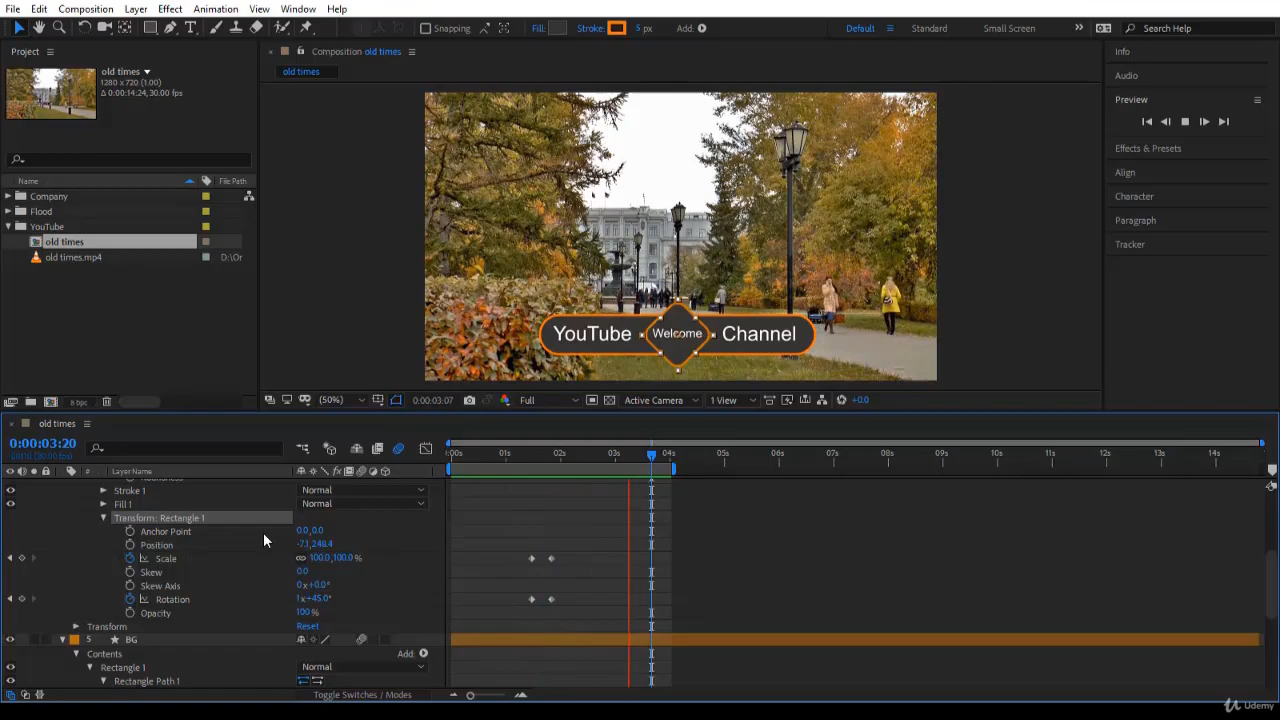 File Edit Composition Layer Effect Animation View Window Help
Snapping Fill: Stroke: 5 px Add: Default Standard Small Screen Search Help
Project
old times
1280 x 720 (1.00)
Δ 0:00:14:24, 30.00 fps
Name File Path
Company
Flood
YouTube
old times
old times.mp4 D:\Or
8 bpc
Composition old times
old times
YouTube Welcome Channel
(50%) 0:00:03:07 Full Active Camera 1 View +0.0
Info
Audio
Preview
Effects & Presets
Align
Character
Paragraph
Tracker
old times
0:00:03:20
# Layer Name
:00s 01s 02s 03s 04s 05s 06s 07s 08s 09s 10s 11s 12s 13s 14s
Stroke 1 Normal
Fill 1 Normal
Transform: Rectangle 1
Anchor Point 0.0,0.0
Position -7.1,248.4
Scale 100.0,100.0 %
Skew 0.0
Skew Axis 0x+0.0°
Rotation 1x+45.0°
Opacity 100 %
Transform Reset
5 BG
Contents Add:
Rectangle 1 Normal
Rectangle Path 1
Toggle Switches / Modes
Udemy